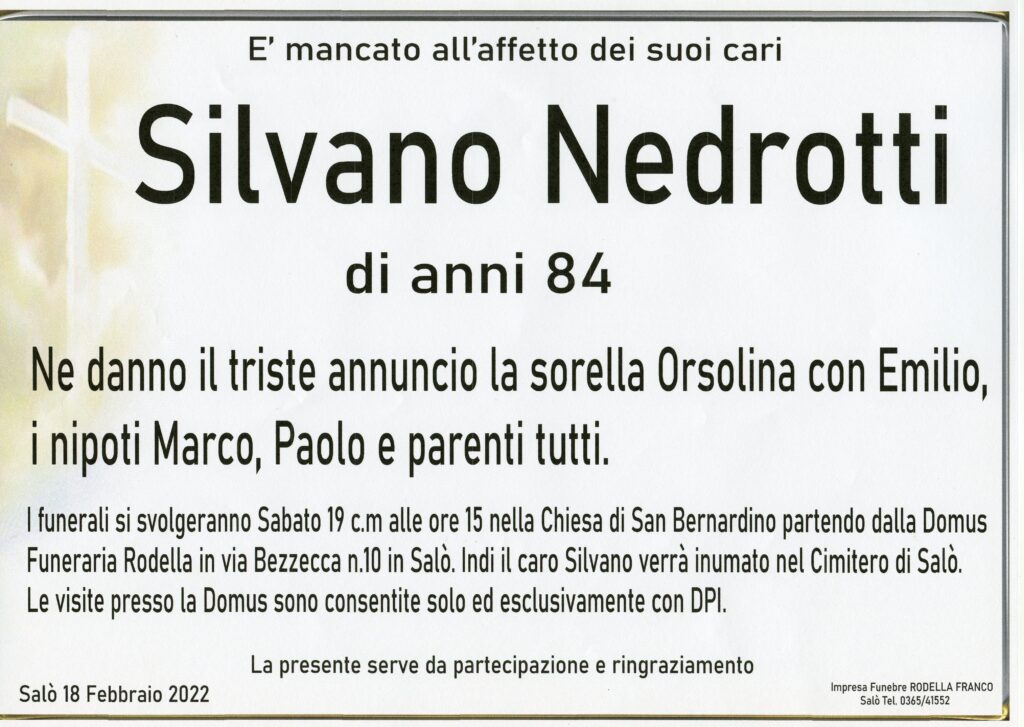 E' mancato all'affetto dei suoi cari
Silvano Nedrotti
di anni 84
Ne danno il triste annuncio la sorella Orsolina con Emilio,
i nipoti Marco, Paolo e parenti tutti.
I funerali si svolgeranno Sabato 19 c.m alle ore 15 nella Chiesa di San Bernardino partendo dalla Domus
Funeraria Rodella in via Bezzecca n.10 in Salò. Indi il caro Silvano verrà inumato nel Cimitero di Salò.
Le visite presso la Domus sono consentite solo ed esclusivamente con DPI.
La presente serve da partecipazione e ringraziamento
Salò 18 Febbraio 2022
Impresa Funebre RODELLA FRANCO
Salò Tel. 0365/41552